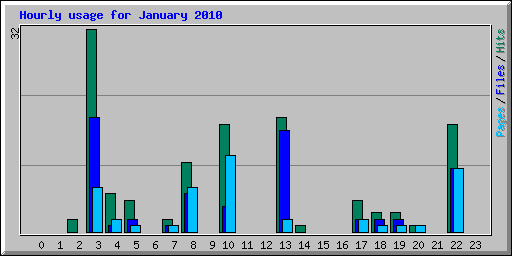 Hourly usage for January 2010
32
Pages/Files/Hits
0 1 2 3 4 5 6 7 8 9 10 11 12 13 14 15 16 17 18 19 20 21 22 23